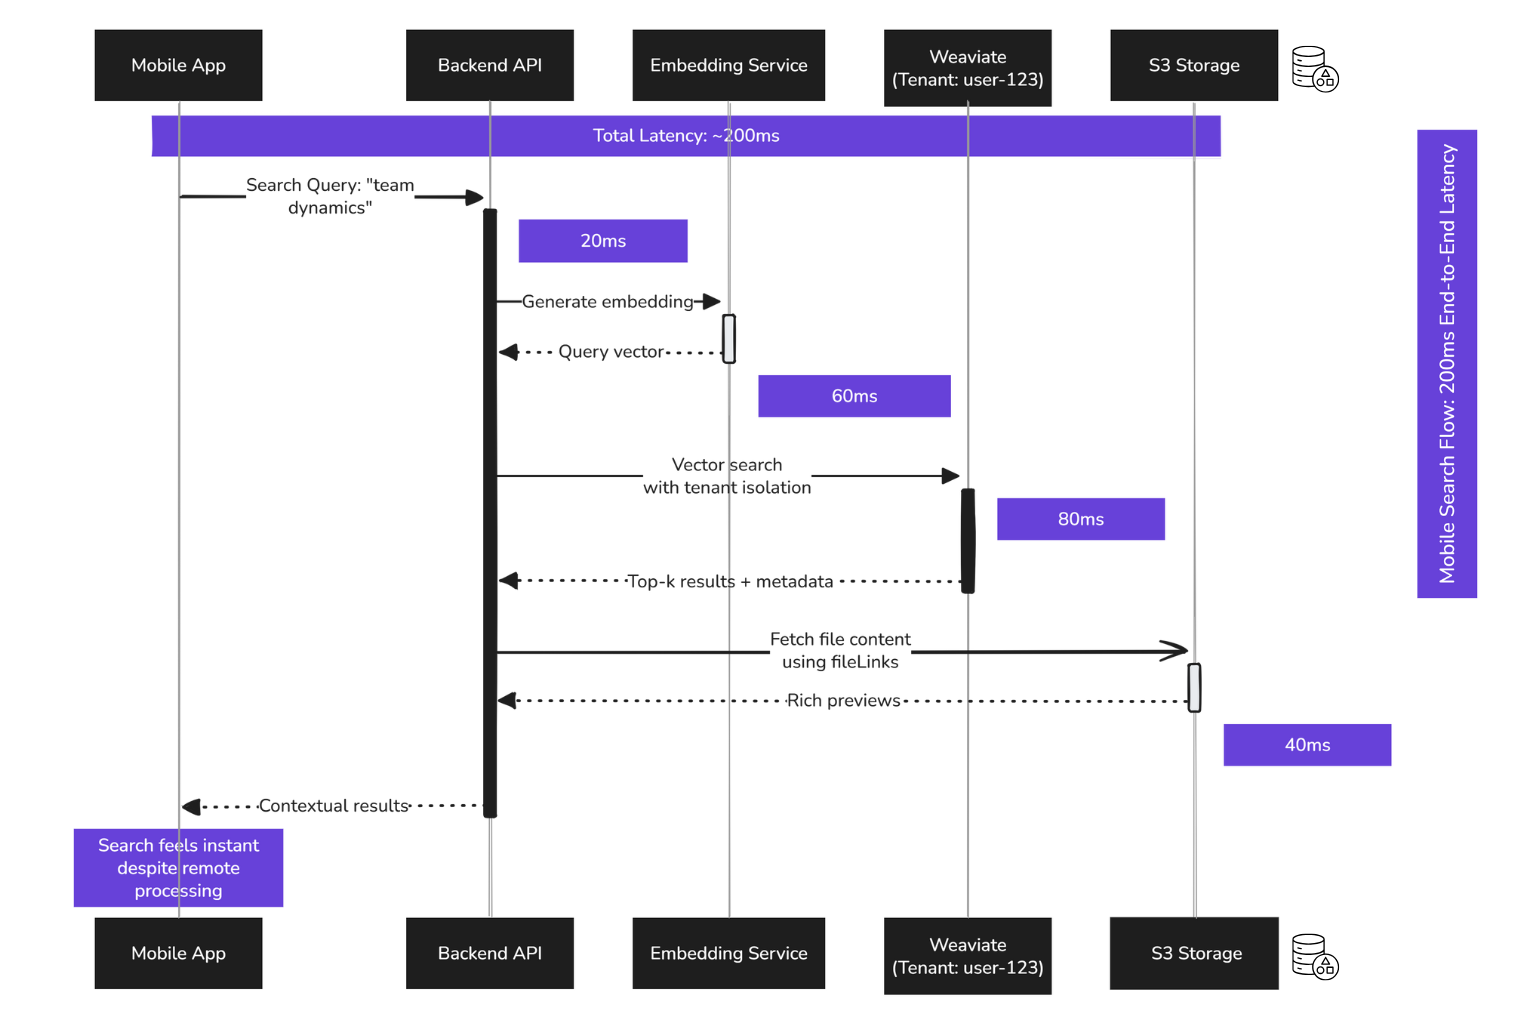 Mobile App
Backend API
Embedding Service
Weaviate
(Tenant: user-123)
S3 Storage
Total Latency: ~200ms
Mobile Search Flow: 200ms End-to-End Latency
Search Query: "team
dynamics"
20ms
Generate embedding
Query vector
60ms
Vector search
with tenant isolation
80ms
Top-k results + metadata
Fetch file content
using fileLinks
Rich previews
40ms
Contextual results
Search feels instant
despite remote
processing
Mobile App
Backend API
Embedding Service
Weaviate
(Tenant: user-123)
S3 Storage